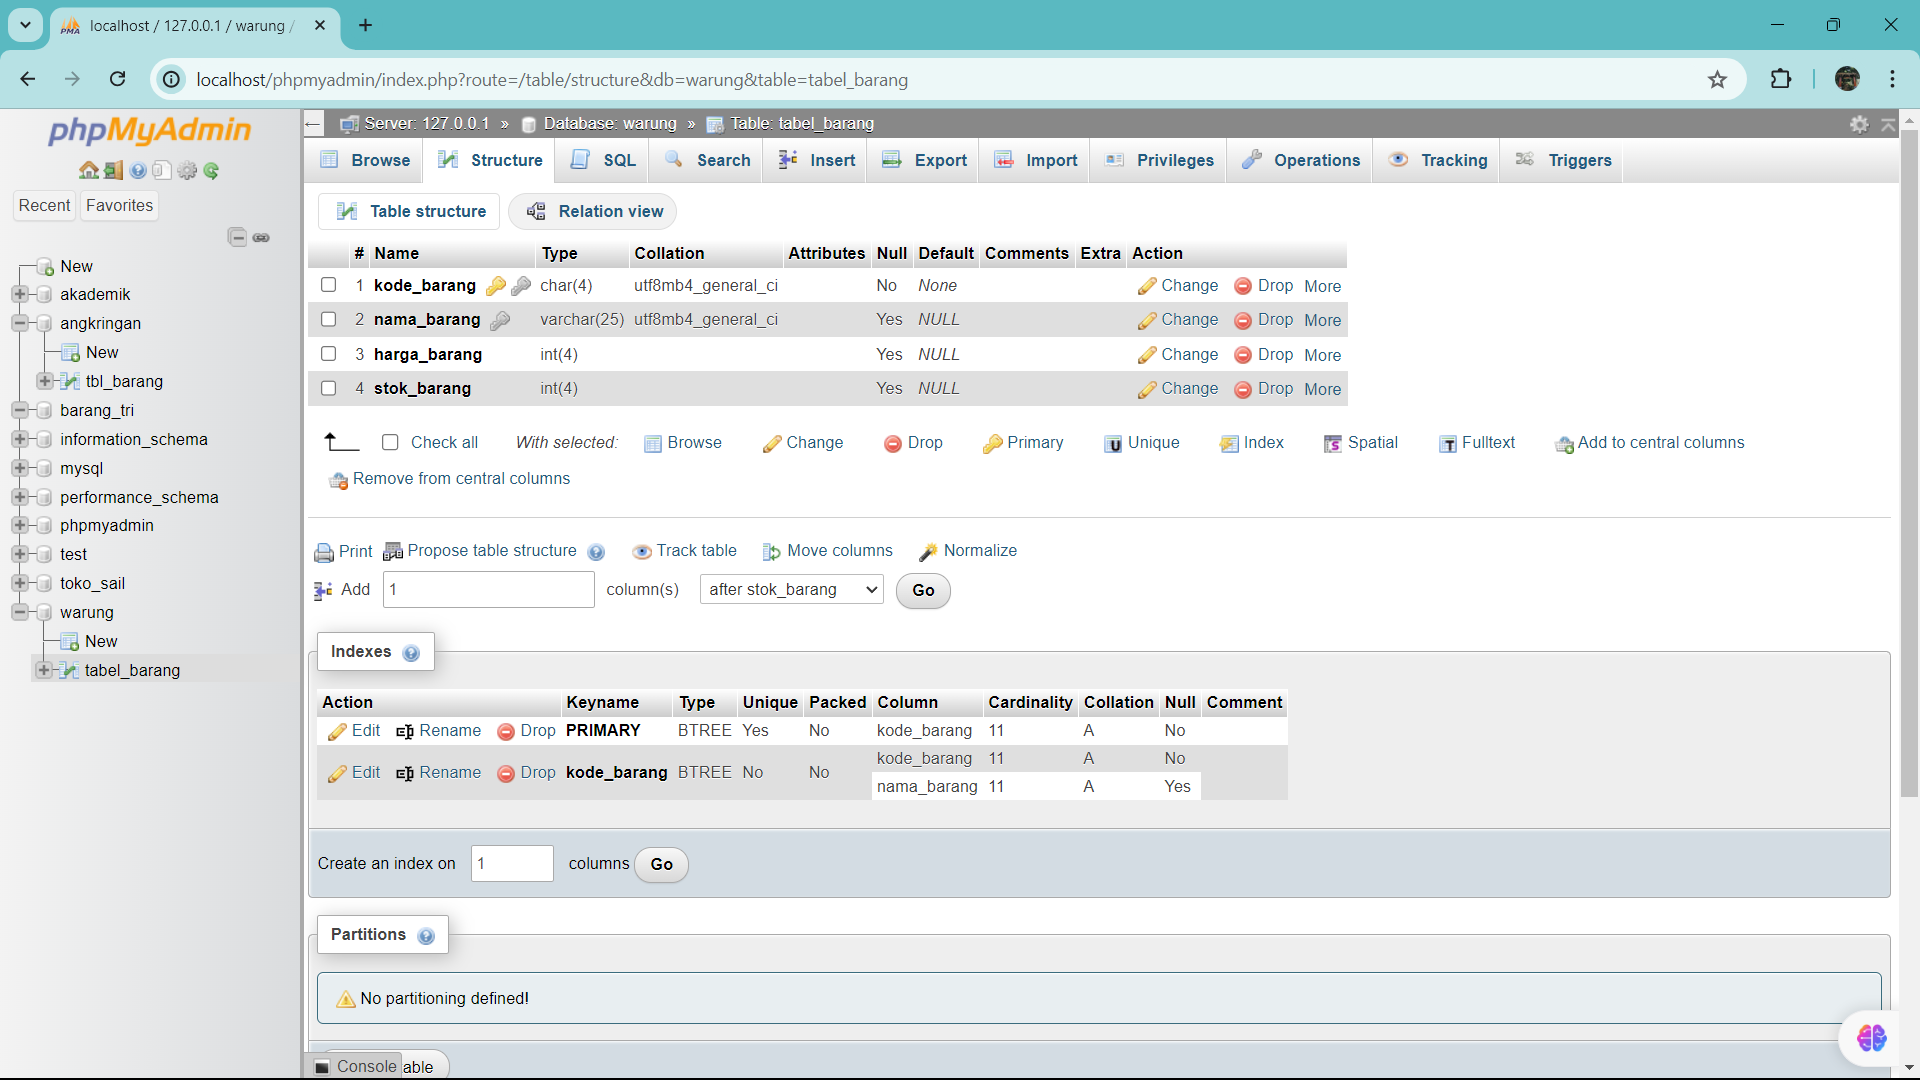 localhost / 127.0.0.1 / warung /
localhost/phpmyadmin/index.php?route=/table/structure&db=warung&table=tabel_barang
phpMyAdmin
Recent
Favorites
New
akademik
angkringan
New
tbl_barang
barang_tri
information_schema
mysql
performance_schema
phpmyadmin
test
toko_sail
warung
New
tabel_barang
Server: 127.0.0.1 » Database: warung » Table: tabel_barang
Browse Structure SQL Search Insert Export Import Privileges Operations Tracking Triggers
Table structure Relation view
# Name Type Collation Attributes Null Default Comments Extra Action
1 kode_barang char(4) utf8mb4_general_ci No None Change Drop More
2 nama_barang varchar(25) utf8mb4_general_ci Yes NULL Change Drop More
3 harga_barang int(4) Yes NULL Change Drop More
4 stok_barang int(4) Yes NULL Change Drop More
Check all With selected: Browse Change Drop Primary Unique Index Spatial Fulltext Add to central columns
Remove from central columns
Print Propose table structure Track table Move columns Normalize
Add 1 column(s) after stok_barang Go
Indexes
Action Keyname Type Unique Packed Column Cardinality Collation Null Comment
Edit Rename Drop PRIMARY BTREE Yes No kode_barang 11 A No
Edit Rename Drop kode_barang BTREE No No kode_barang 11 A No
nama_barang 11 A Yes
Create an index on 1 columns Go
Partitions
No partitioning defined!
Console able